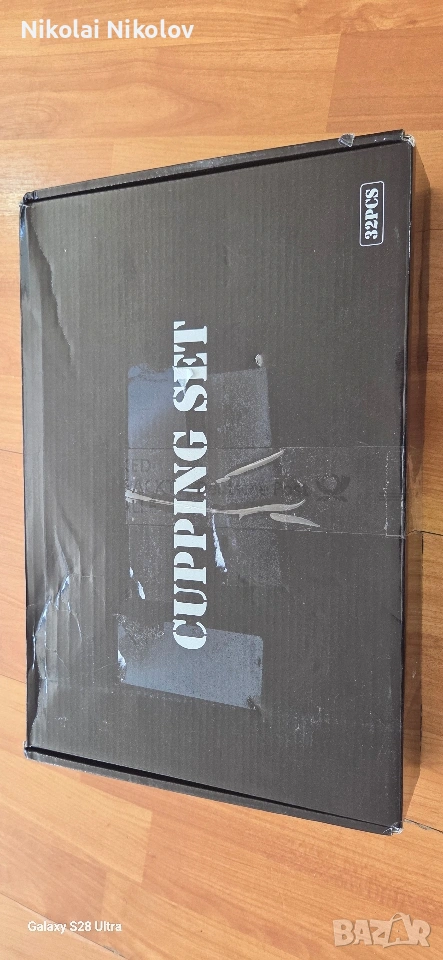 Nikolai Nikolov
32PCS
CUPPING SET
Galaxy S28 Ultra
BAZAR